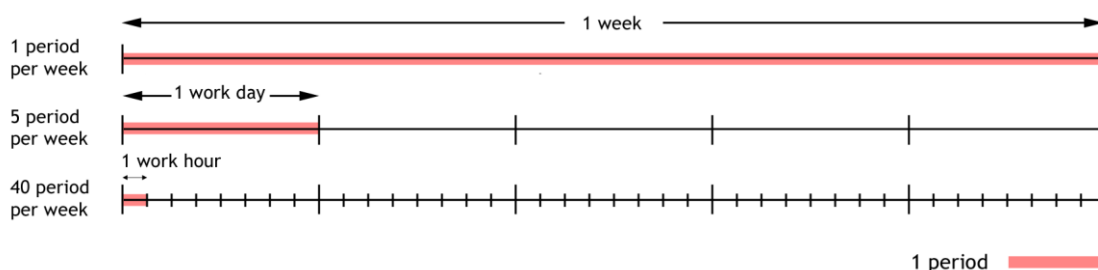 1 week
1 period
per week
1 work day
5 period
per week
1 work hour
40 period
per week
1 period